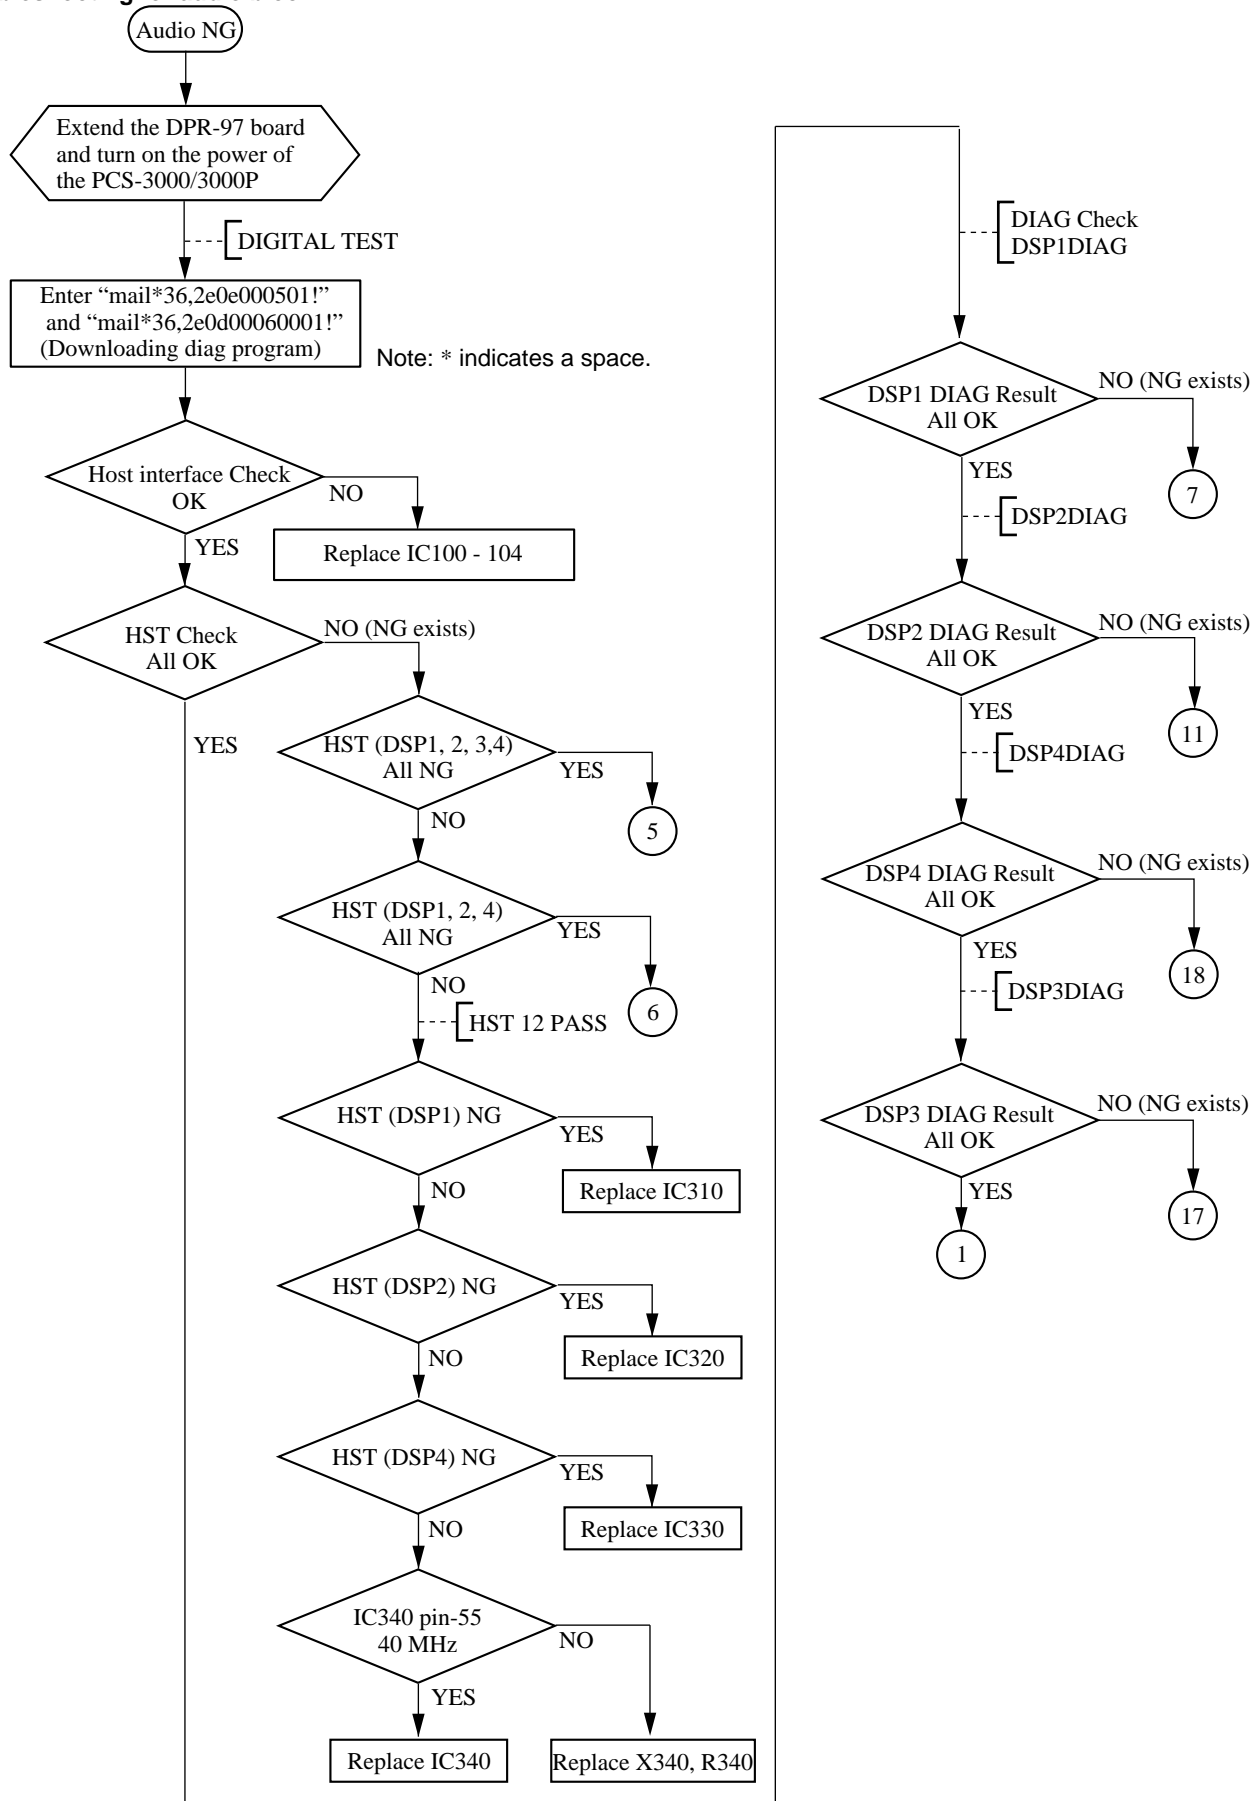 Audio NG
Extend the DPR-97 board
and turn on the power of
the PCS-3000/3000P
DIGITAL TEST
Enter “mail*36,2e0e000501!”
and “mail*36,2e0d00060001!”
(Downloading diag program)
Note: * indicates a space.
Host interface Check
OK
NO
YES
Replace IC100 - 104
HST Check
All OK
NO (NG exists)
YES
HST (DSP1, 2, 3,4)
All NG
YES
5
NO
HST (DSP1, 2, 4)
All NG
YES
6
NO
HST 12 PASS
HST (DSP1) NG
YES
Replace IC310
NO
HST (DSP2) NG
YES
Replace IC320
NO
HST (DSP4) NG
YES
Replace IC330
NO
IC340 pin-55
40 MHz
NO
YES
Replace IC340
Replace X340, R340
DIAG Check
DSP1DIAG
DSP1 DIAG Result
All OK
NO (NG exists)
7
YES
DSP2DIAG
DSP2 DIAG Result
All OK
NO (NG exists)
11
YES
DSP4DIAG
DSP4 DIAG Result
All OK
NO (NG exists)
18
YES
DSP3DIAG
DSP3 DIAG Result
All OK
NO (NG exists)
17
YES
1